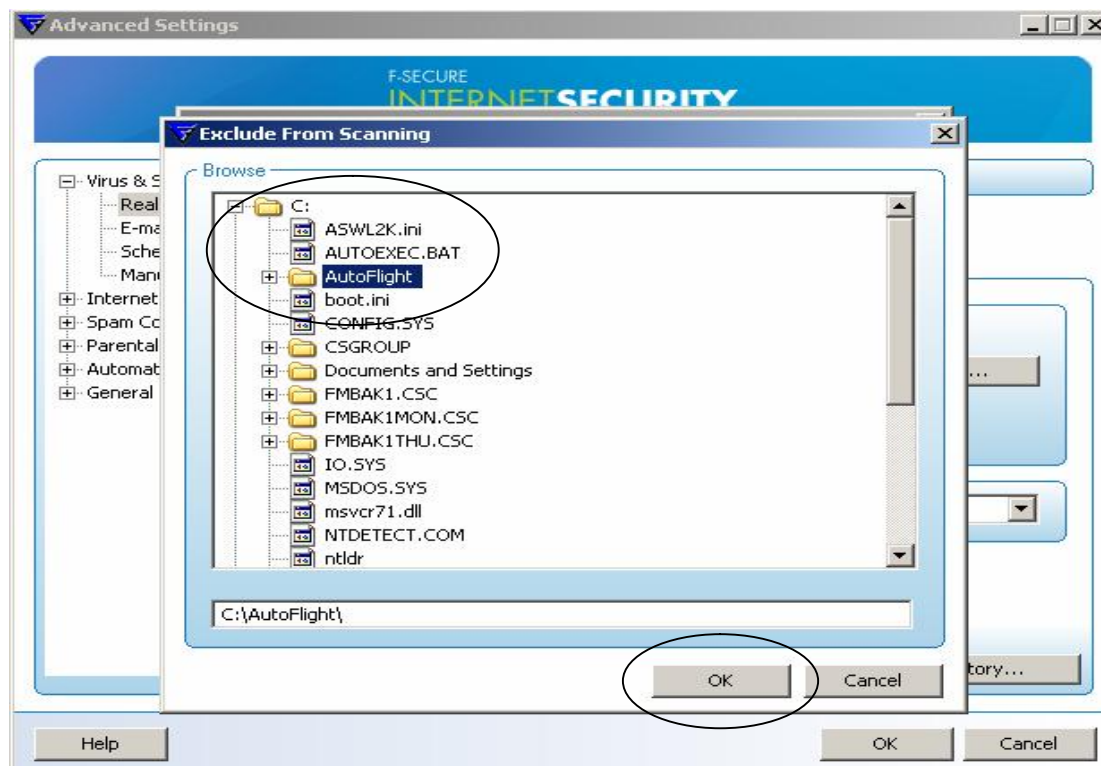 Advanced Settings
F-SECURE
INTERNETSECURITY
Exclude From Scanning
Browse
Virus & S
Real
E-ma
Sche
Manu
Internet
Spam Co
Parental
Automat
General
C:
ASWL2K.ini
AUTOEXEC.BAT
AutoFlight
boot.ini
CONFIG.SYS
CSGROUP
Documents and Settings
FMBAK1.CSC
FMBAK1MON.CSC
FMBAK1THU.CSC
IO.SYS
MSDOS.SYS
msvcr71.dll
NTDETECT.COM
ntldr
...
C:\AutoFlight\
OK
Cancel
tory...
Help
OK
Cancel